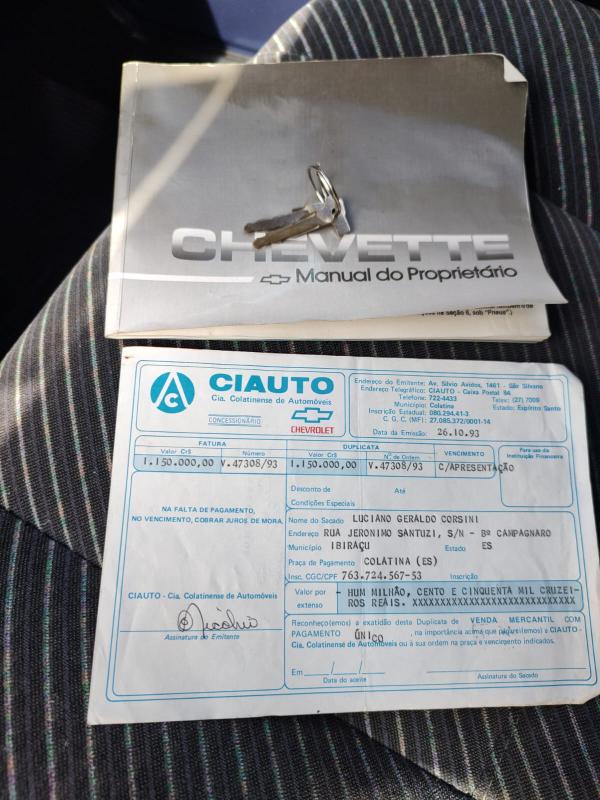 CHEVETTE
Manual do Proprietário
na seção 6, sob "Pneus".)
AC
CIAUTO
Cia. Colatinense de Automóveis
CONCESSIONÁRIO
CHEVROLET
Endereço do Emitente: Av. Silvio Avidos, 1461 - São Silvano
Endereço Telegráfico: CIAUTO - Caixa Postal 84
Telefone: 722-4433 Telex: (27) 7009
Município: Colatina Estado: Espírito Santo
Inscrição Estadual: 080.294.41-3
C. G. C. (MF): 27.085.372/0001-14
Data da Emissão: 26.10.93
FATURA
DUPLICATA
VENCIMENTO
Para uso da
Instituição Financeira
Valor Cr$ Número Valor Cr$ N.º de Ordem
1.150.000,00 V.47308/93 1.150.000,00 V.47308/93 C/APRESENTAÇÃO
Desconto de Até
Condições Especiais
NA FALTA DE PAGAMENTO,
NO VENCIMENTO, COBRAR JUROS DE MORA
Nome do Sacado LUCIANO GERALDO CORSINI
Endereço RUA JERONIMO SANTUZI, S/N - Bº CAMPAGNARO
Município IBIRAÇU Estado ES
Praça de Pagamento COLATINA (ES)
Insc. CGC/CPF 763.724.567-53 Inscrição
Valor por
extenso
- HUM MILHÃO, CENTO E CINQUENTA MIL CRUZEI-
ROS REAIS. XXXXXXXXXXXXXXXXXXXXXXXXXXXX
CIAUTO - Cia. Colatinense de Automóveis
Assinatura do Emitente
Reconheço(emos) a exatidão desta Duplicata de VENDA MERCANTIL COM
PAGAMENTO ÚNICO, na importância acima que pagarei(emos) à CIAUTO -
Cia. Colatinense de Automóveis ou à sua ordem na praça e vencimento indicados.
Em / /
Data do aceite
Assinatura do Sacado